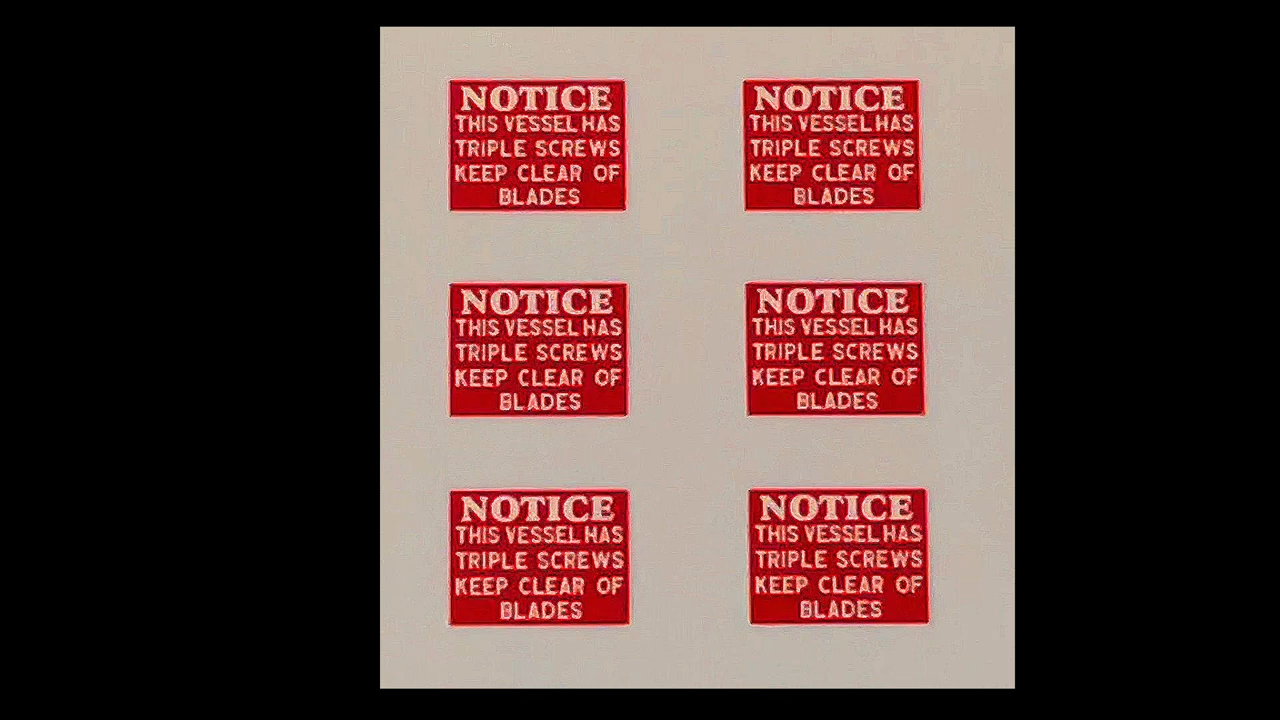 NOTICE
THIS VESSEL HAS
TRIPLE SCREWS
KEEP CLEAR OF
BLADES
NOTICE
THIS VESSEL HAS
TRIPLE SCREWS
KEEP CLEAR OF
BLADES
NOTICE
THIS VESSEL HAS
TRIPLE SCREWS
KEEP CLEAR OF
BLADES
NOTICE
THIS VESSEL HAS
TRIPLE SCREWS
KEEP CLEAR OF
BLADES
NOTICE
THIS VESSEL HAS
TRIPLE SCREWS
KEEP CLEAR OF
BLADES
NOTICE
THIS VESSEL HAS
TRIPLE SCREWS
KEEP CLEAR OF
BLADES